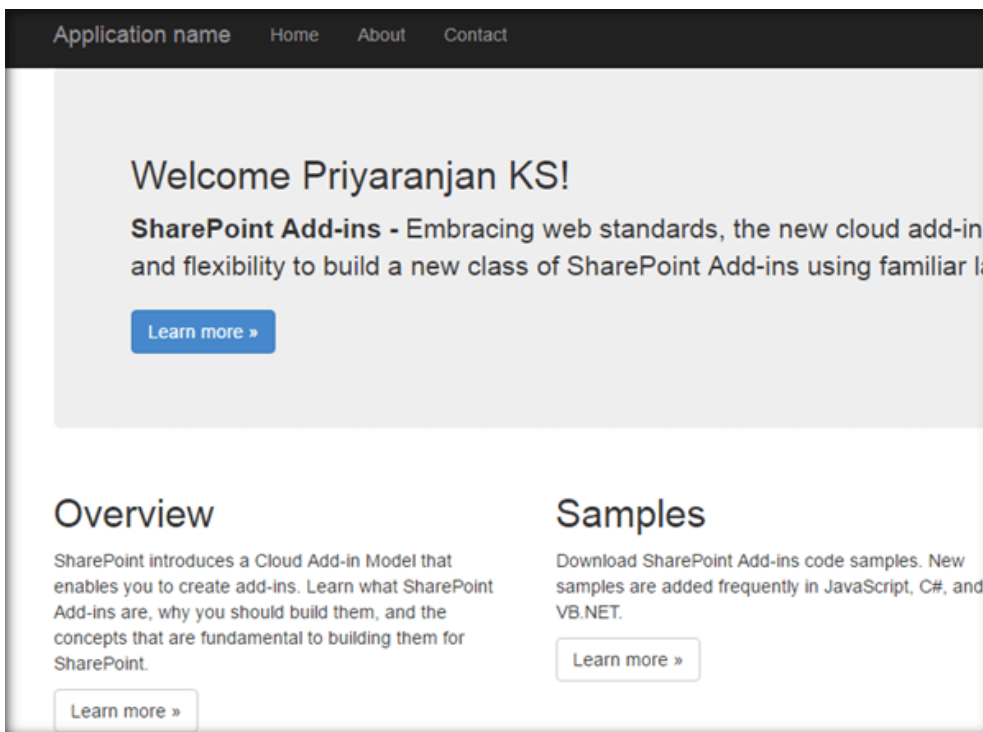 Application name Home About Contact
Welcome Priyaranjan KS!
SharePoint Add-ins - Embracing web standards, the new cloud add-in
and flexibility to build a new class of SharePoint Add-ins using familiar
Learn more »
Overview
SharePoint introduces a Cloud Add-in Model that
enables you to create add-ins. Learn what SharePoint
Add-ins are, why you should build them, and the
concepts that are fundamental to building them for
SharePoint.
Learn more »
Samples
Download SharePoint Add-ins code samples. New
samples are added frequently in JavaScript, C#, and
VB.NET.
Learn more »